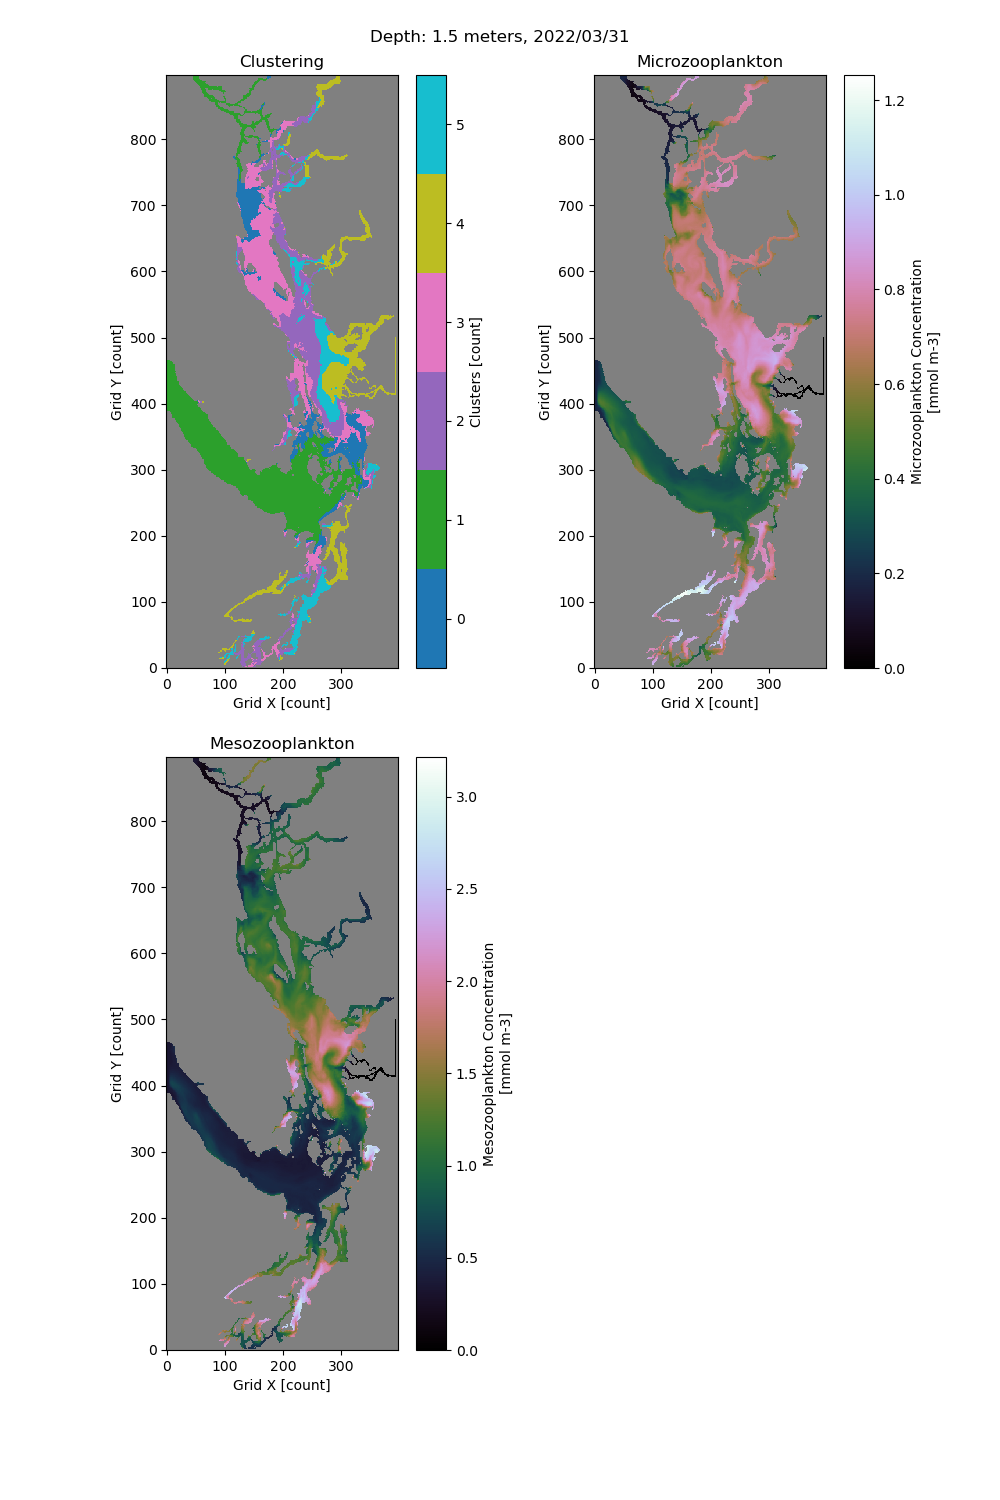 Depth: 1.5 meters, 2022/03/31
Clustering
Microzooplankton
800
700
600
500
400
300
200
100
0
Grid Y [count]
0 100 200 300
Grid X [count]
5
4
3
2
1
0
Clusters [count]
800
700
600
500
400
300
200
100
0
Grid Y [count]
0 100 200 300
Grid X [count]
1.2
1.0
0.8
0.6
0.4
0.2
0.0
Microzooplankton Concentration
[mmol m-3]
Mesozooplankton
800
700
600
500
400
300
200
100
0
Grid Y [count]
0 100 200 300
Grid X [count]
3.0
2.5
2.0
1.5
1.0
0.5
0.0
Mesozooplankton Concentration
[mmol m-3]